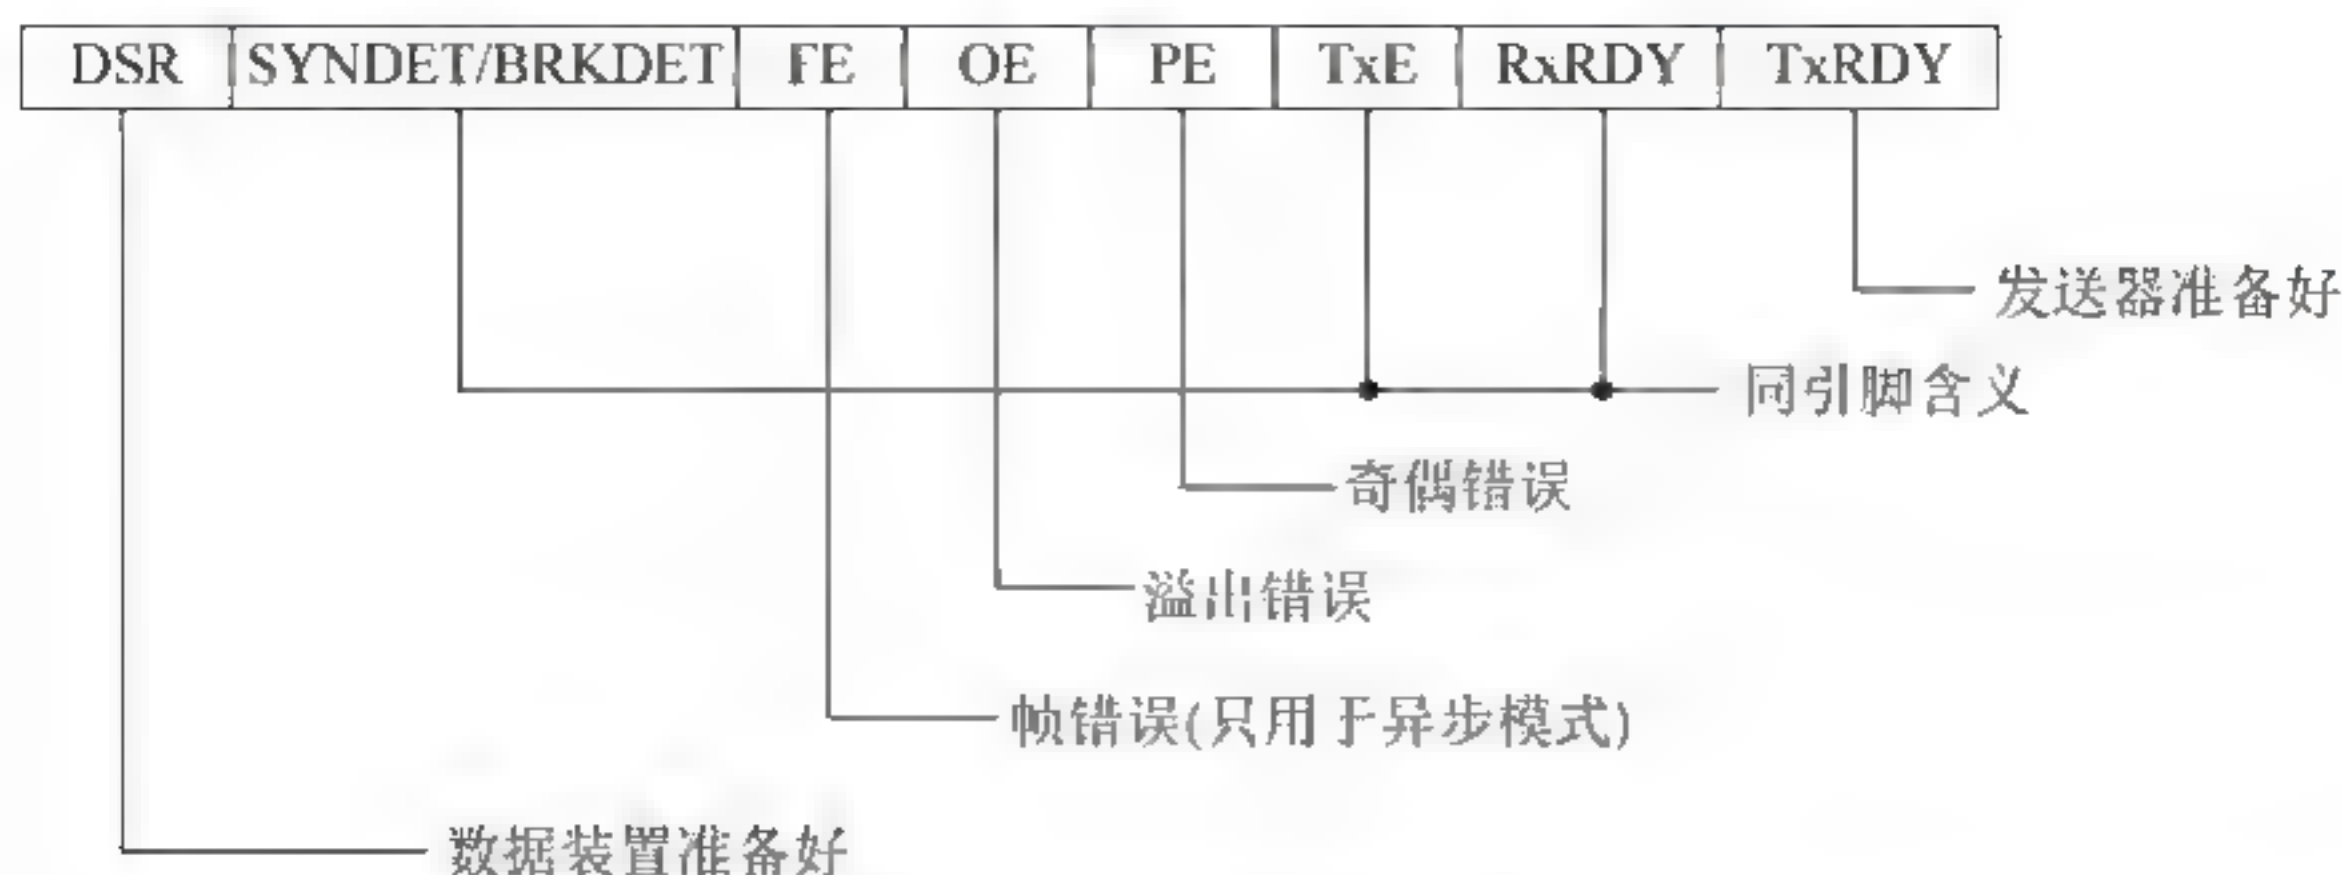 DSR SYNDET/BRKDET FE OE PE TxE RxRDY TxRDY
发送器准备好
同引脚含义
奇偶错误
溢出错误
帧错误(只用于异步模式)
数据装置准备好